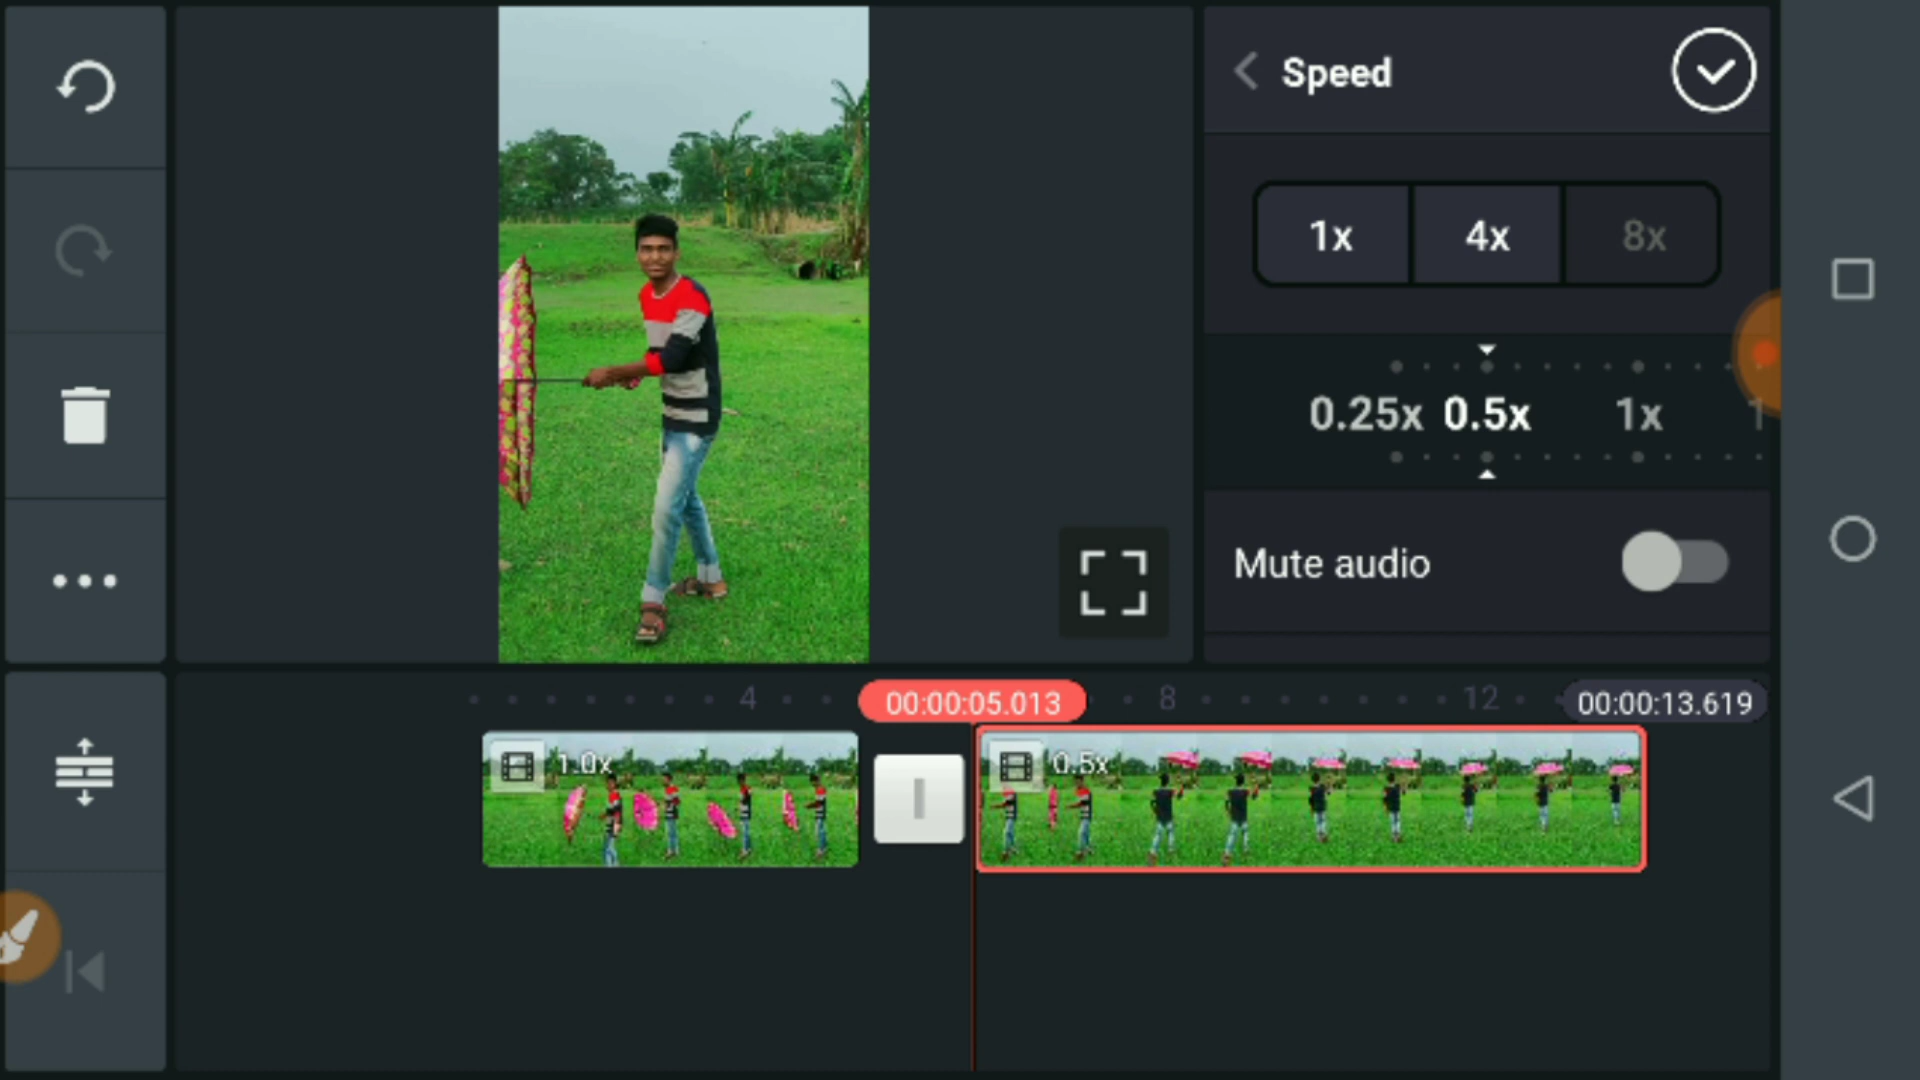 Speed
1x 4x 8x
0.25x 0.5x 1x 1
Mute audio
4 00:00:05.013 8 12 00:00:13.619
1.0x 0.5x